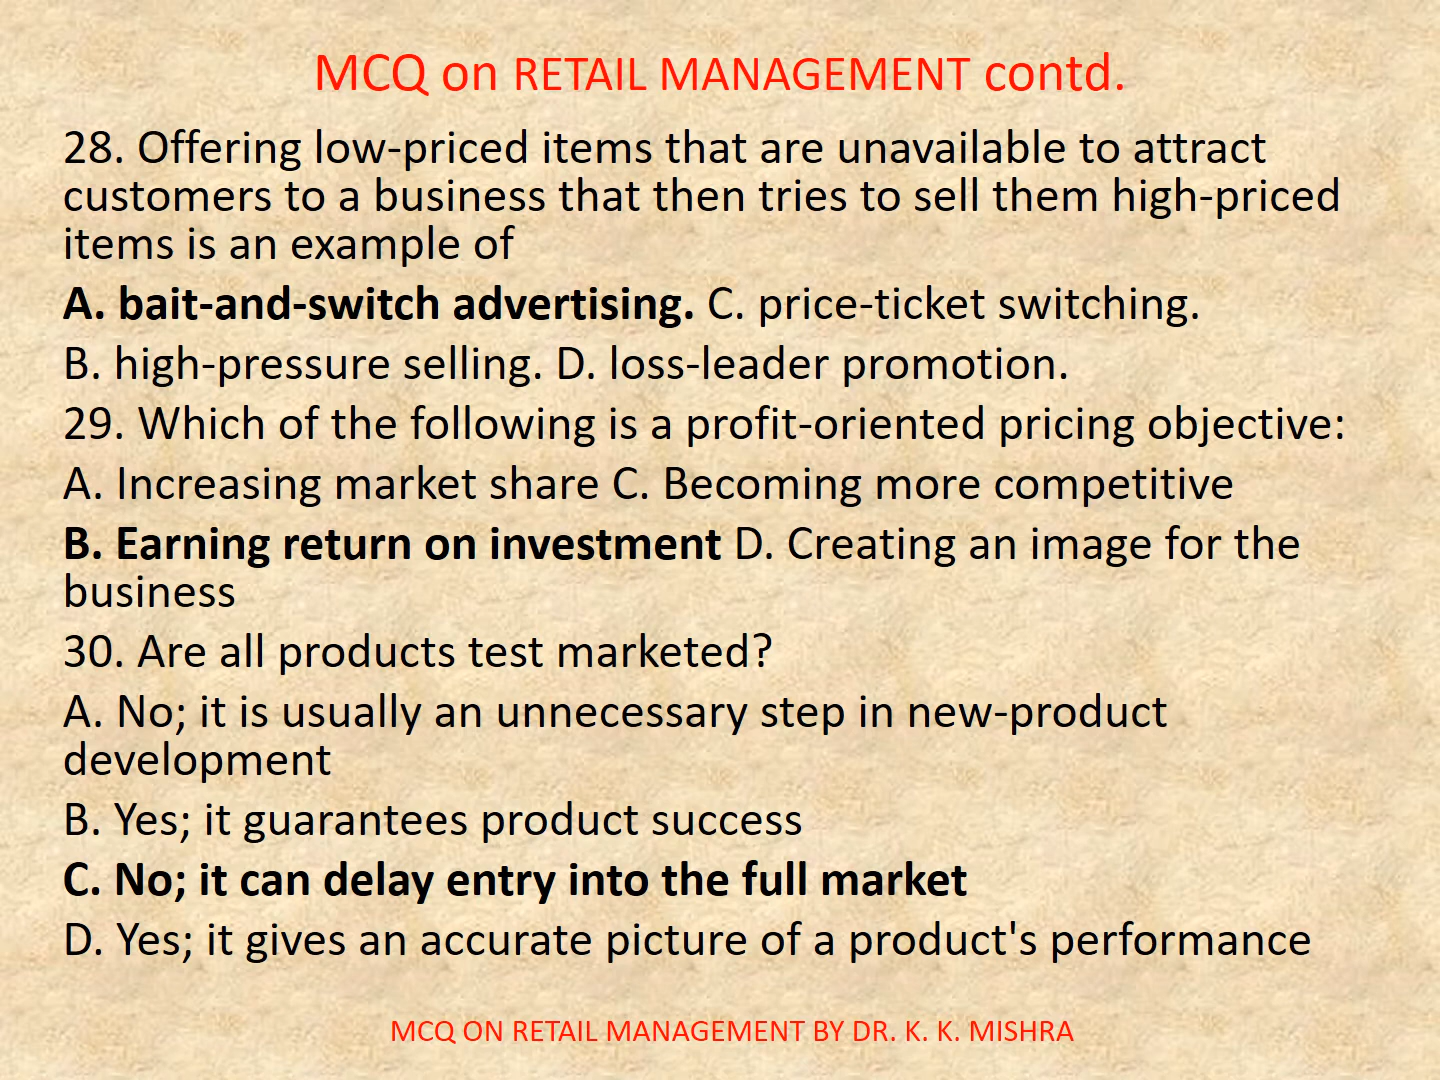 MCQ on RETAIL MANAGEMENT contd.
28. Offering low-priced items that are unavailable to attract
customers to a business that then tries to sell them high-priced
items is an example of
A. bait-and-switch advertising. C. price-ticket switching.
B. high-pressure selling. D. loss-leader promotion.
29. Which of the following is a profit-oriented pricing objective:
A. Increasing market share C. Becoming more competitive
B. Earning return on investment D. Creating an image for the
business
30. Are all products test marketed?
A. No; it is usually an unnecessary step in new-product
development
B. Yes; it guarantees product success
C. No; it can delay entry into the full market
D. Yes; it gives an accurate picture of a product's performance
MCQ ON RETAIL MANAGEMENT BY DR. K. K. MISHRA